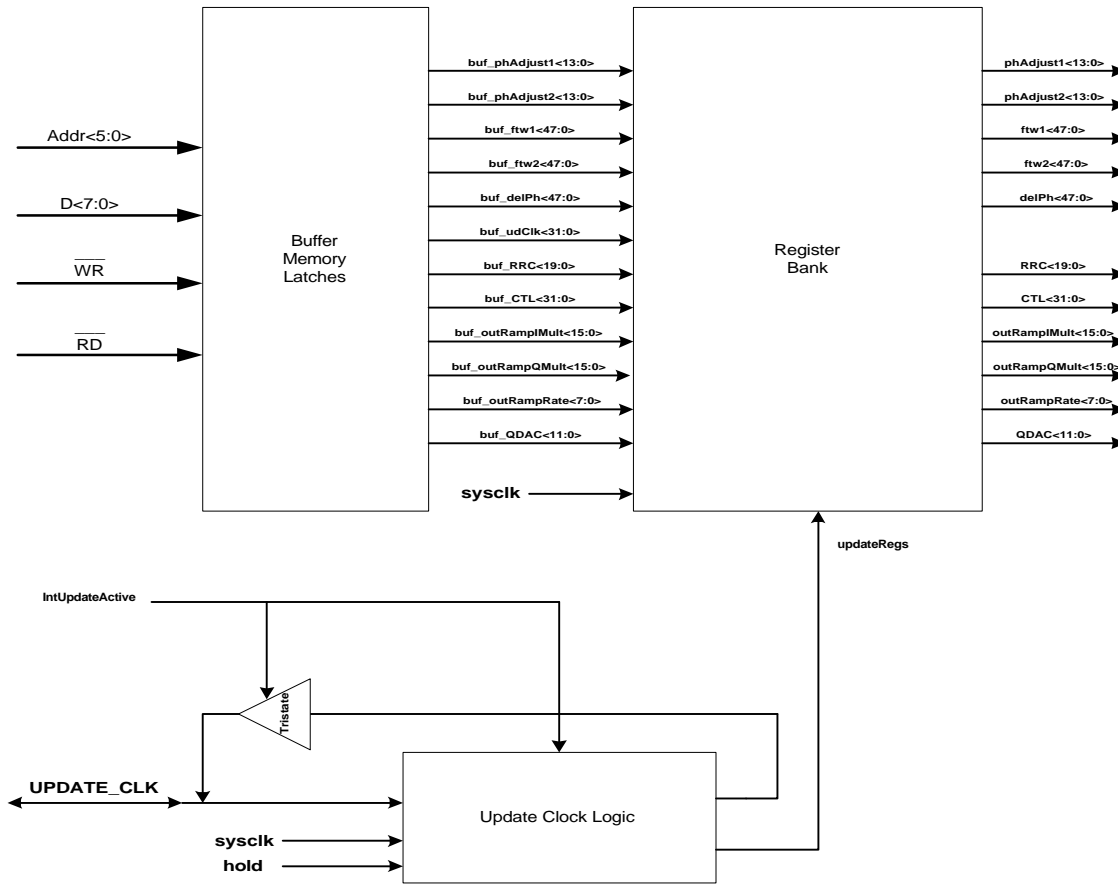 buf_phAdjust1<13:0>
phAdjust1<13:0>
buf_phAdjust2<13:0>
phAdjust2<13:0>
Addr<5:0>
buf_ftw1<47:0>
ftw1<47:0>
buf_ftw2<47:0>
ftw2<47:0>
D<7:0>
buf_delPh<47:0>
delPh<47:0>
Buffer
Memory
Latches
buf_udClk<31:0>
Register
Bank
WR
buf_RRC<19:0>
RRC<19:0>
buf_CTL<31:0>
CTL<31:0>
RD
buf_outRampIMult<15:0>
outRampIMult<15:0>
buf_outRampQMult<15:0>
outRampQMult<15:0>
buf_outRampRate<7:0>
outRampRate<7:0>
buf_QDAC<11:0>
QDAC<11:0>
sysclk
updateRegs
IntUpdateActive
Tristate
UPDATE_CLK
Update Clock Logic
sysclk
hold